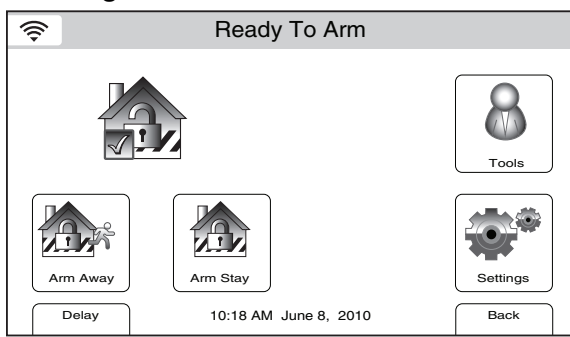 Ready To Arm
Tools
Arm Away
Arm Stay
Settings
Delay
10:18 AM June 8, 2010
Back